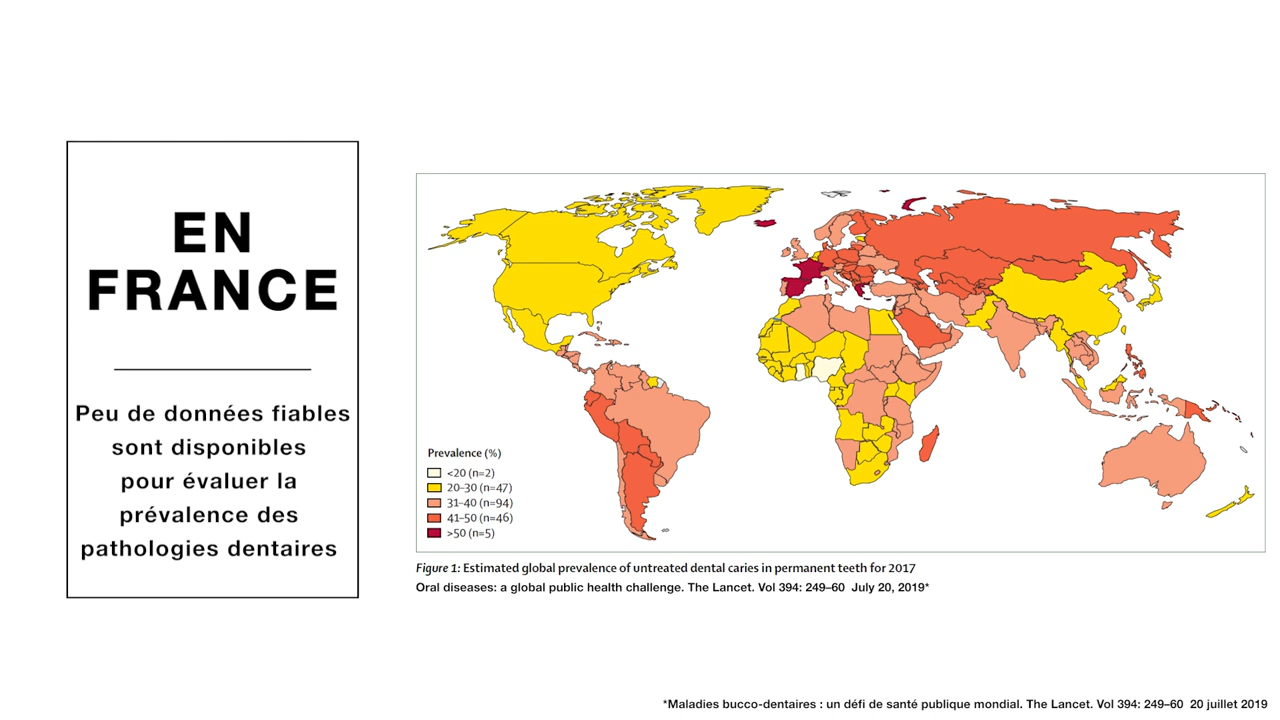 EN
FRANCE
Peu de données fiables
sont disponibles
pour évaluer la
prévalence des
pathologies dentaires
Prevalence (%)
<20 (n=2)
20–30 (n=47)
31–40 (n=94)
41–50 (n=46)
>50 (n=5)
Figure 1: Estimated global prevalence of untreated dental caries in permanent teeth for 2017
Oral diseases: a global public health challenge. The Lancet. Vol 394: 249–60 July 20, 2019*
*Maladies bucco-dentaires : un défi de santé publique mondial. The Lancet. Vol 394: 249–60 20 juillet 2019